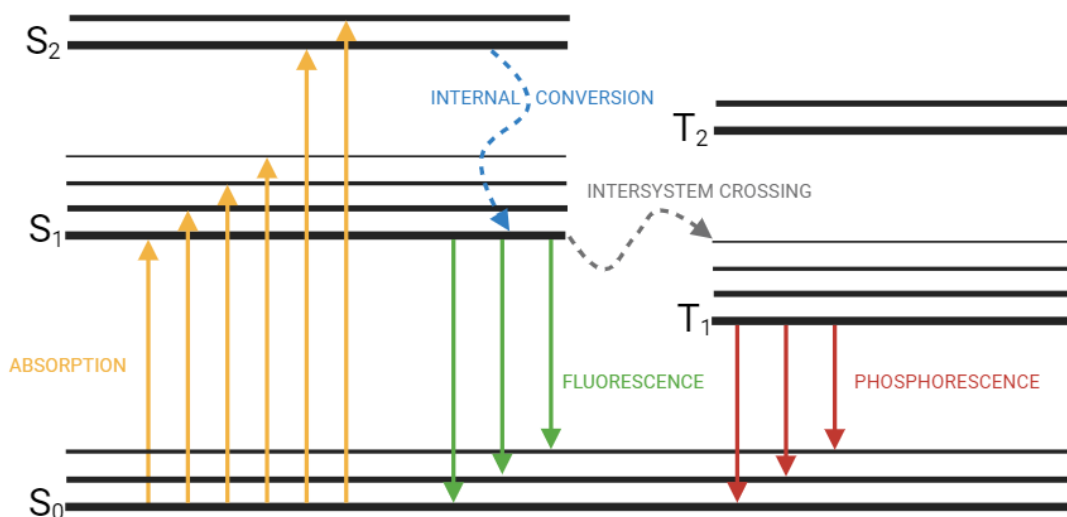 S₂
INTERNAL CONVERSION
T₂
INTERSYSTEM CROSSING
S₁
T₁
ABSORPTION
FLUORESCENCE
PHOSPHORESCENCE
S₀